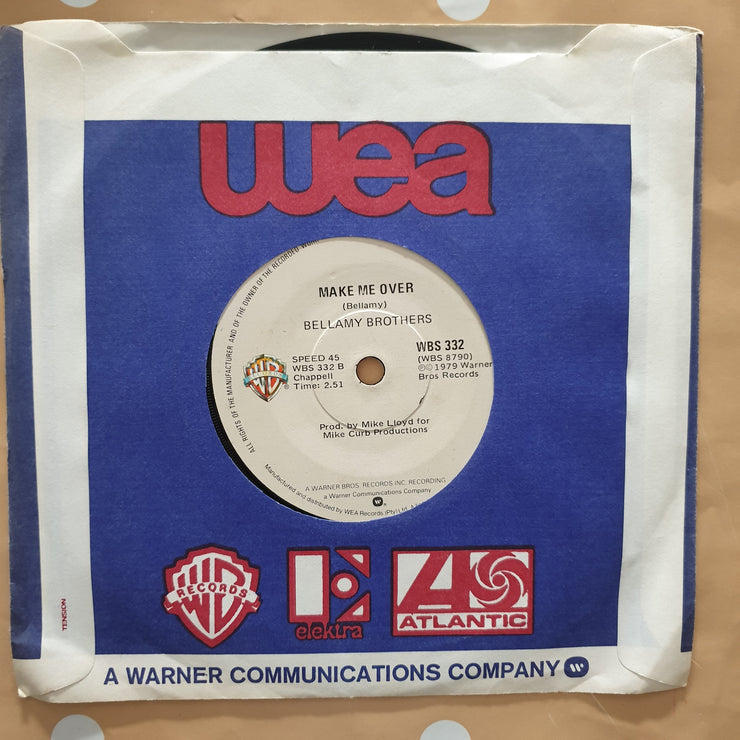 wea
ALL RIGHTS OF THE MANUFACTURER AND OF THE OWNER OF THE RECORDED WORK
MAKE ME OVER
(Bellamy)
BELLAMY BROTHERS
SPEED 45
WBS 332 B
Chappell
Time: 2.51
WBS 332
(WBS 8790)
℗© 1979 Warner
Bros Records
WB
RECORDS
®
Prod. by Mike Lloyd for
Mike Curb Productions
A WARNER BROS. RECORDS INC. RECORDING
a Warner Communications Company
Manufactured and distributed by WEA Records (Pty) Ltd.
TENSION
WB
RECORDS
E
elektra
A
ATLANTIC
A WARNER COMMUNICATIONS COMPANY